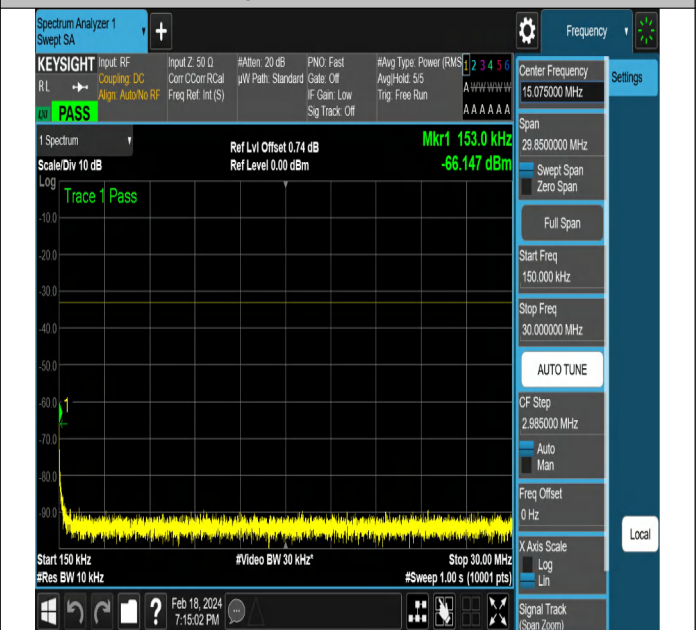 Spectrum Analyzer 1
Swept SA
+
Frequency
KEYSIGHT
RL
PASS
Input: RF
Coupling: DC
Align: Auto/No RF
Input Z: 50 Ω
Corr CCorr RCal
Freq Ref: Int (S)
#Atten: 20 dB
µW Path: Standard
PNO: Fast
Gate: Off
IF Gain: Low
Sig Track: Off
#Avg Type: Power (RMS
Avg|Hold: 5/5
Trig: Free Run
1 2 3 4 5 6
A W W W W W
A A A A A A
1 Spectrum
Scale/Div 10 dB
Ref Lvl Offset 0.74 dB
Ref Level 0.00 dBm
Mkr1 153.0 kHz
-66.147 dBm
Log
Trace 1 Pass
-10.0
-20.0
-30.0
-40.0
-50.0
-60.0
-70.0
-80.0
-90.0
1
Start 150 kHz
#Res BW 10 kHz
#Video BW 30 kHz*
Stop 30.00 MHz
#Sweep 1.00 s (10001 pts)
?
Feb 18, 2024
7:15:02 PM
Center Frequency
15.075000 MHz
Settings
Span
29.8500000 MHz
Swept Span
Zero Span
Full Span
Start Freq
150.000 kHz
Stop Freq
30.000000 MHz
AUTO TUNE
CF Step
2.985000 MHz
Auto
Man
Freq Offset
0 Hz
Local
X Axis Scale
Log
Lin
Signal Track
(Span Zoom)